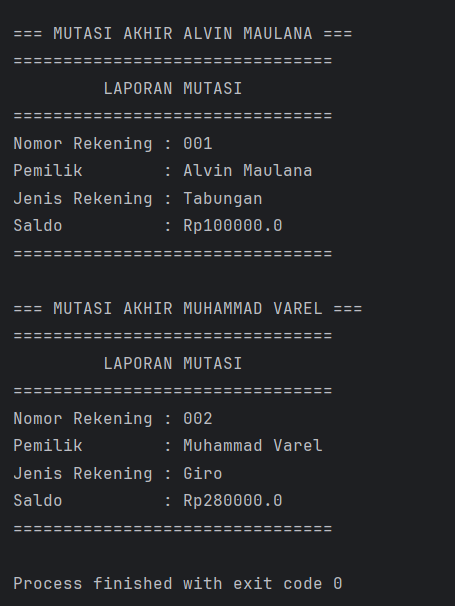 === MUTASI AKHIR ALVIN MAULANA ===
================================
LAPORAN MUTASI
================================
Nomor Rekening : 001
Pemilik        : Alvin Maulana
Jenis Rekening : Tabungan
Saldo          : Rp100000.0
================================
=== MUTASI AKHIR MUHAMMAD VAREL ===
================================
LAPORAN MUTASI
================================
Nomor Rekening : 002
Pemilik        : Muhammad Varel
Jenis Rekening : Giro
Saldo          : Rp280000.0
================================
Process finished with exit code 0